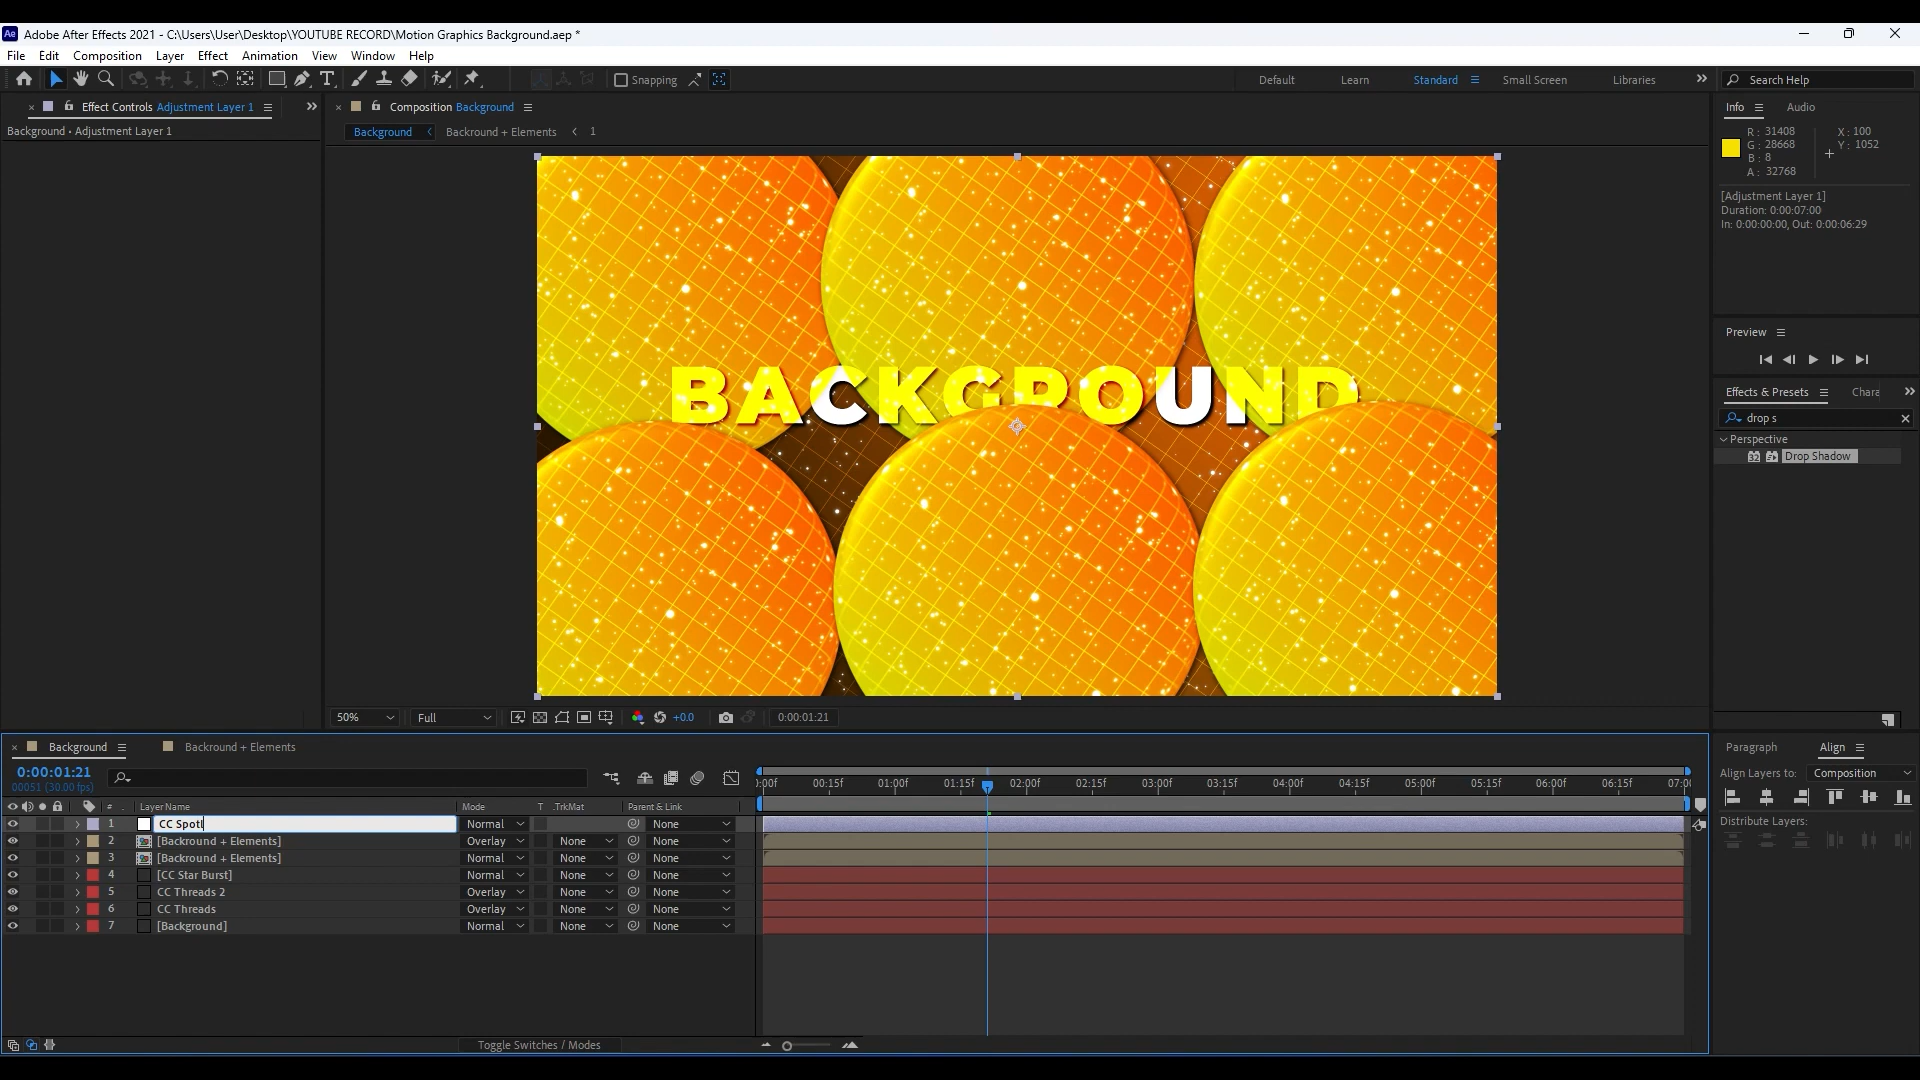 Ae Adobe After Effects 2021 - C:\Users\User\Desktop\YOUTUBE RECORD\Motion Graphics Background.aep *
File Edit Composition Layer Effect Animation View Window Help
Snapping Default Learn Standard Small Screen Libraries Search Help
Effect Controls Adjustment Layer 1
Composition Background
Info Audio
Background • Adjustment Layer 1
Background Backround + Elements 1
R: 31408 X: 100
G: 28668 Y: 1052
B: 8
A: 32768
[Adjustment Layer 1]
Duration: 0:00:07:00
In: 0:00:00:00, Out: 0:00:06:29
BACKGROUND
Preview
Effects & Presets Chara
drop s
Perspective
32 Drop Shadow
50% Full +0.0 0:00:01:21
Background Backround + Elements
0:00:01:21
00051 (30.00 fps)
:00f 00:15f 01:00f 01:15f 02:00f 02:15f 03:00f 03:15f 04:00f 04:15f 05:00f 05:15f 06:00f 06:15f 07:00
# Layer Name Mode T .TrkMat Parent & Link
1 CC Spotl Normal None
2 [Backround + Elements] Overlay None None
3 [Backround + Elements] Normal None None
4 [CC Star Burst] Normal None None
5 CC Threads 2 Overlay None None
6 CC Threads Overlay None None
7 [Background] Normal None None
Toggle Switches / Modes
Paragraph Align
Align Layers to: Composition
Distribute Layers: